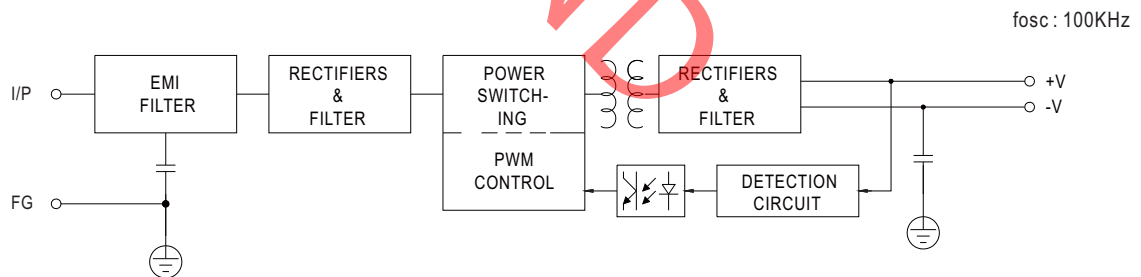 fosc : 100KHz
I/P
EMI
FILTER
RECTIFIERS
&
FILTER
POWER
SWITCH-
ING
PWM
CONTROL
RECTIFIERS
&
FILTER
+V
-V
DETECTION
CIRCUIT
FG